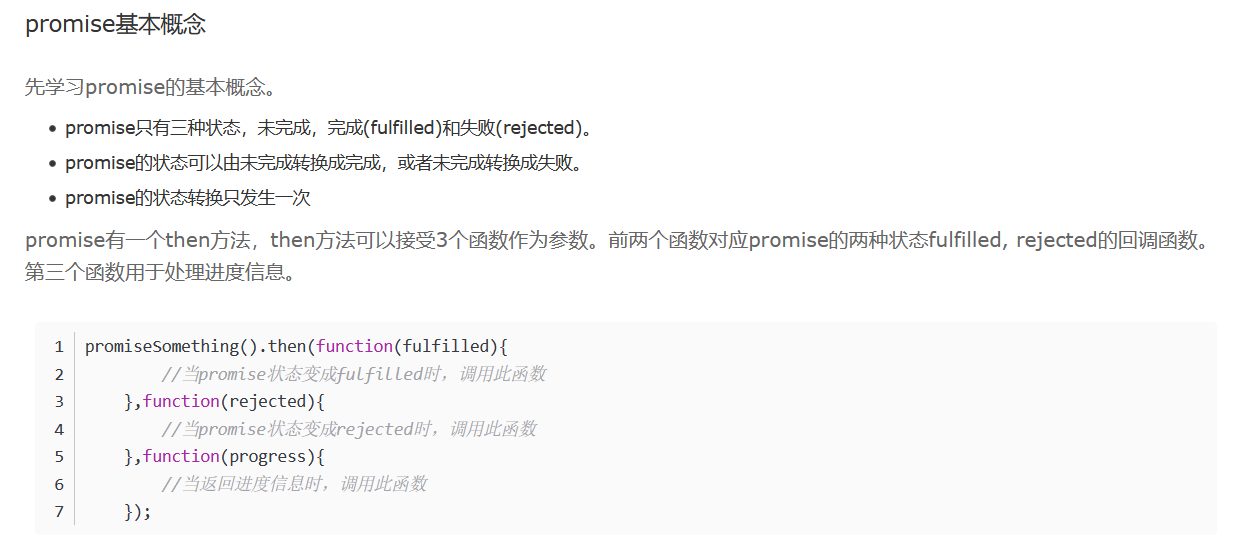 promise基本概念
先学习promise的基本概念。
• promise只有三种状态，未完成，完成(fulfilled)和失败(rejected)。
• promise的状态可以由未完成转换成完成，或者未完成转换成失败。
• promise的状态转换只发生一次
promise有一个then方法，then方法可以接受3个函数作为参数。前两个函数对应promise的两种状态fulfilled, rejected的回调函数。
第三个函数用于处理进度信息。
1 promiseSomething().then(function(fulfilled){
2         //当promise状态变成fulfilled时，调用此函数
3     },function(rejected){
4         //当promise状态变成rejected时，调用此函数
5     },function(progress){
6         //当返回进度信息时，调用此函数
7     });